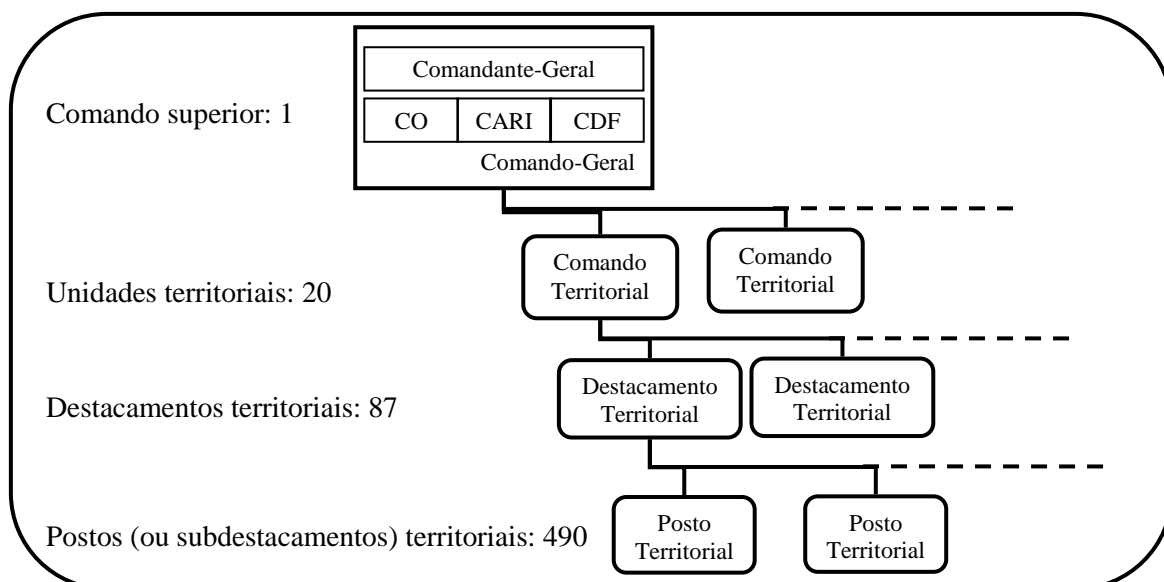 Comandante-Geral
Comando superior: 1
CO CARI CDF
Comando-Geral
Comando
Territorial
Comando
Territorial
Unidades territoriais: 20
Destacamento
Territorial
Destacamento
Territorial
Destacamentos territoriais: 87
Posto
Territorial
Posto
Territorial
Postos (ou subdestacamentos) territoriais: 490